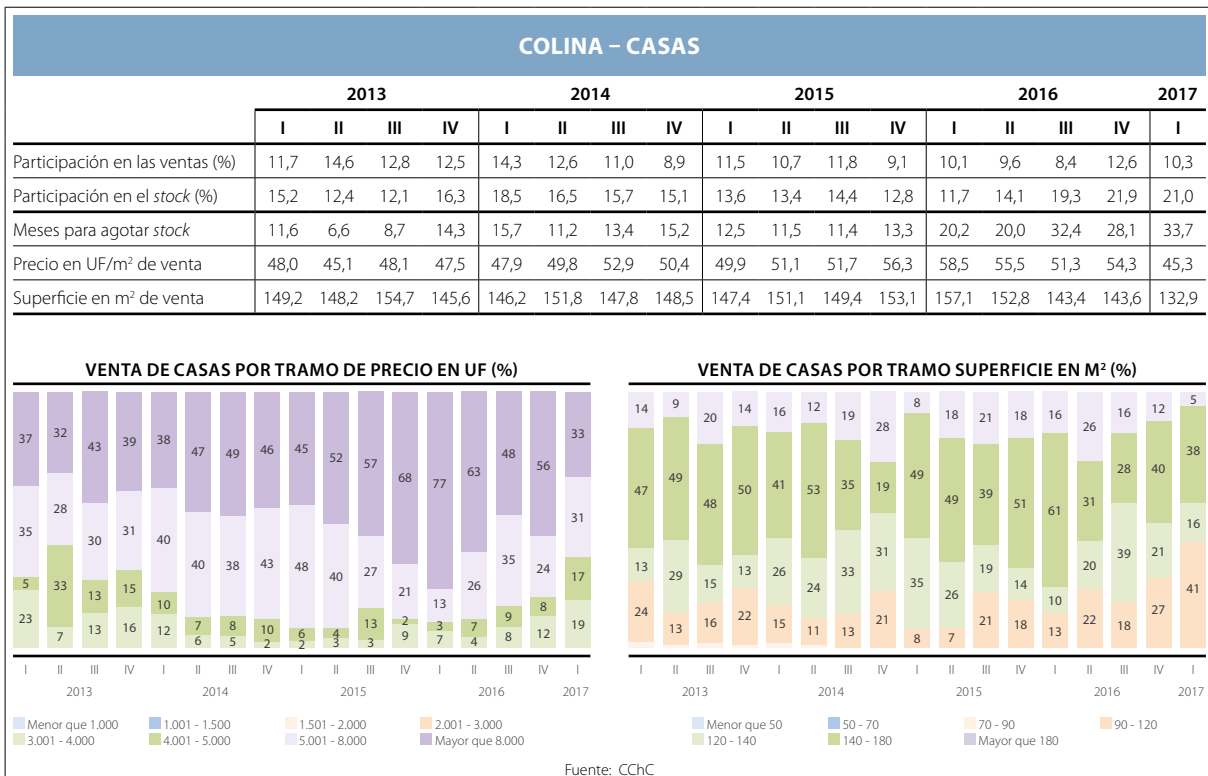 COLINA – CASAS
2013 2014 2015 2016 2017
I II III IV I II III IV I II III IV I II III IV I
Participación en las ventas (%) 11,7 14,6 12,8 12,5 14,3 12,6 11,0 8,9 11,5 10,7 11,8 9,1 10,1 9,6 8,4 12,6 10,3
Participación en el stock (%) 15,2 12,4 12,1 16,3 18,5 16,5 15,7 15,1 13,6 13,4 14,4 12,8 11,7 14,1 19,3 21,9 21,0
Meses para agotar stock 11,6 6,6 8,7 14,3 15,7 11,2 13,4 15,2 12,5 11,5 11,4 13,3 20,2 20,0 32,4 28,1 33,7
Precio en UF/m² de venta 48,0 45,1 48,1 47,5 47,9 49,8 52,9 50,4 49,9 51,1 51,7 56,3 58,5 55,5 51,3 54,3 45,3
Superficie en m² de venta 149,2 148,2 154,7 145,6 146,2 151,8 147,8 148,5 147,4 151,1 149,4 153,1 157,1 152,8 143,4 143,6 132,9
VENTA DE CASAS POR TRAMO DE PRECIO EN UF (%)
37 32 43 39 38 47 49 46 45 52 57 68 77 63 48 56 33
35 28 30 31 40 40 38 43 48 40 27 21 13 26 35 24 31
5 33 13 15 10 7 8 10 6 4 13 2 3 7 9 8 17
23 7 13 16 12 6 5 2 2 3 3 9 7 4 8 12 19
I II III IV I II III IV I II III IV I II III IV I
2013 2014 2015 2016 2017
Menor que 1.000 1.001 - 1.500 1.501 - 2.000 2.001 - 3.000
3.001 - 4.000 4.001 - 5.000 5.001 - 8.000 Mayor que 8.000
VENTA DE CASAS POR TRAMO SUPERFICIE EN M² (%)
14 9 20 14 16 12 19 28 8 18 21 18 16 26 16 12 5
47 49 48 50 41 53 35 19 49 49 39 51 61 31 28 40 38
13 29 15 13 26 24 33 31 35 26 19 14 10 20 39 21 16
24 13 16 22 15 11 13 21 8 7 21 18 13 22 18 27 41
I II III IV I II III IV I II III IV I II III IV I
2013 2014 2015 2016 2017
Menor que 50 50 - 70 70 - 90 90 - 120
120 - 140 140 - 180 Mayor que 180
Fuente: CChC